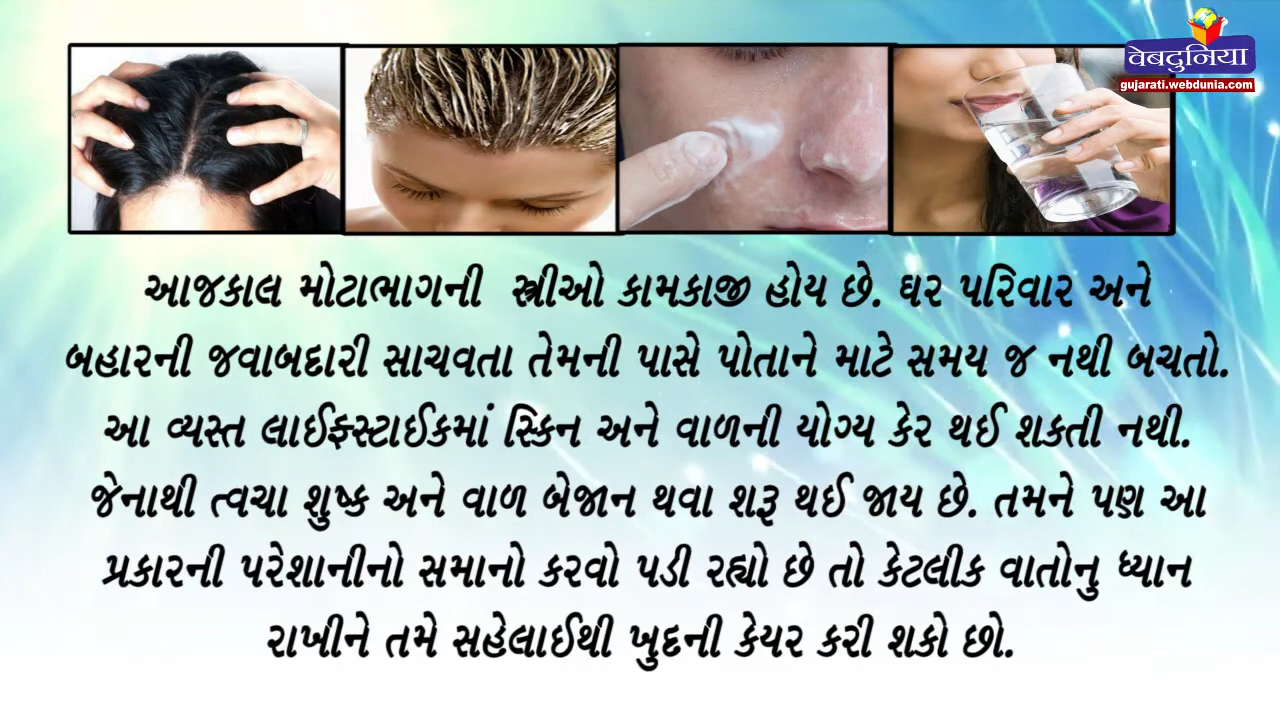 વેબદુનિયા
gujarati.webdunia.com
આજકાલ મોટાભાગની સ્ત્રીઓ કામકાજી હોય છે. ઘર પરિવાર અને
બહારની જવાબદારી સાચવતા તેમની પાસે પોતાને માટે સમય જ નથી બચતો.
આ વ્યસ્ત લાઈફસ્ટાઈકમાં સ્કિન અને વાળની યોગ્ય કેર થઈ શકતી નથી.
જેનાથી ત્વચા શુષ્ક અને વાળ બેજાન થવા શરૂ થઈ જાય છે. તમને પણ આ
પ્રકારની પરેશાનીનો સમાનો કરવો પડી રહ્યો છે તો કેટલીક વાતોનુ ધ્યાન
રાખીને તમે સહેલાઈથી ખુદની કેયર કરી શકો છો.